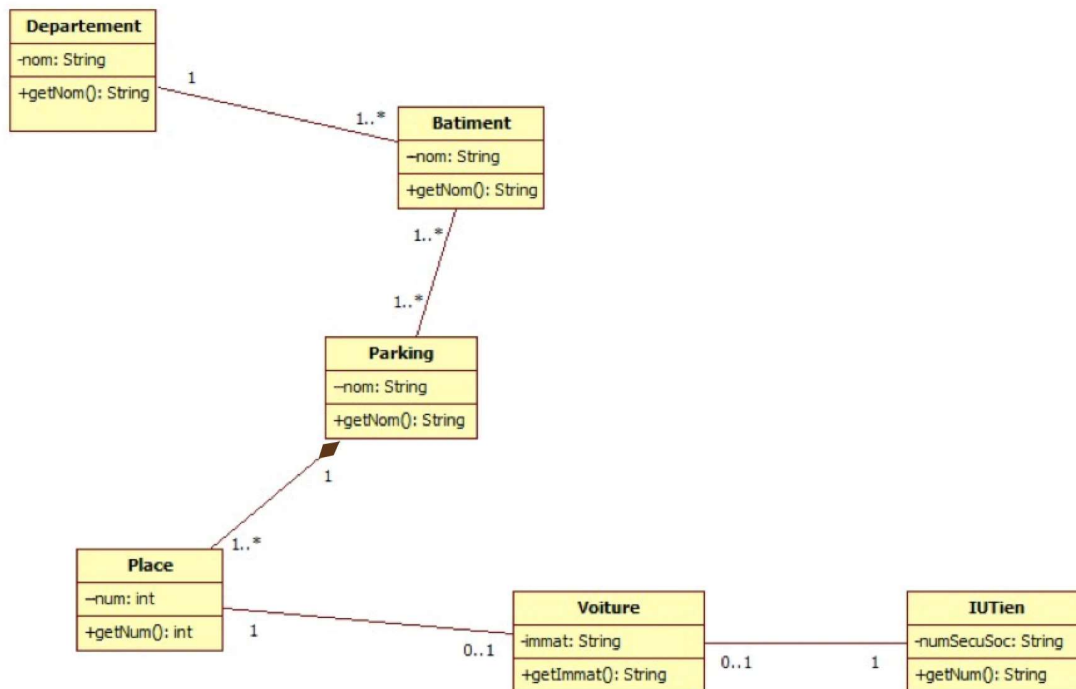 Departement
-nom: String
+getNom(): String
1
1..*
Batiment
-nom: String
+getNom(): String
1..*
1..*
Parking
-nom: String
+getNom(): String
1
1..*
Place
-num: int
+getNum(): int
1
0..1
Voiture
-immat: String
+getImmat(): String
0..1
1
IUTien
-numSecuSoc: String
+getNum(): String